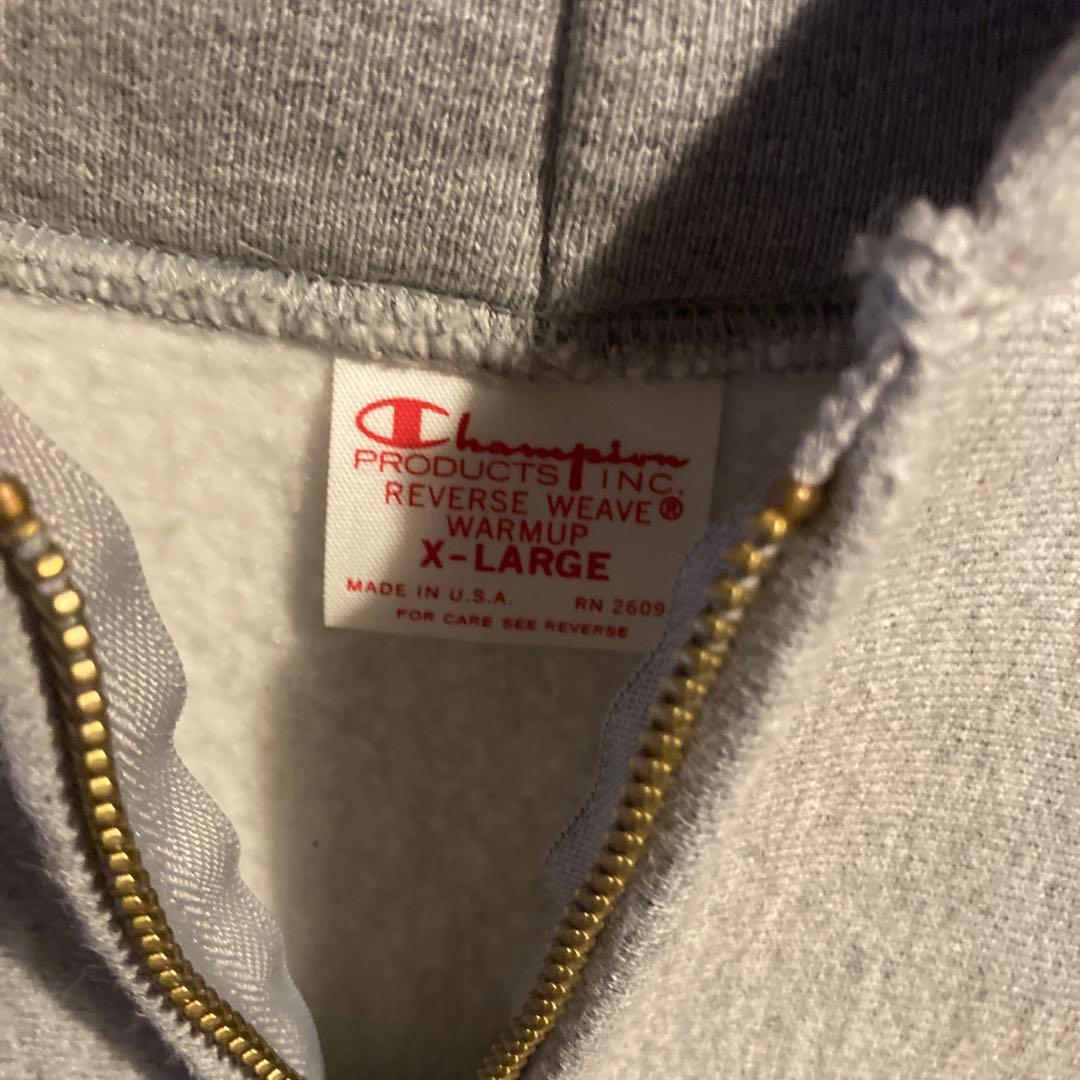 Champion
PRODUCTS INC.
REVERSE WEAVE®
WARMUP
X-LARGE
MADE IN U.S.A. RN 2609
FOR CARE SEE REVERSE